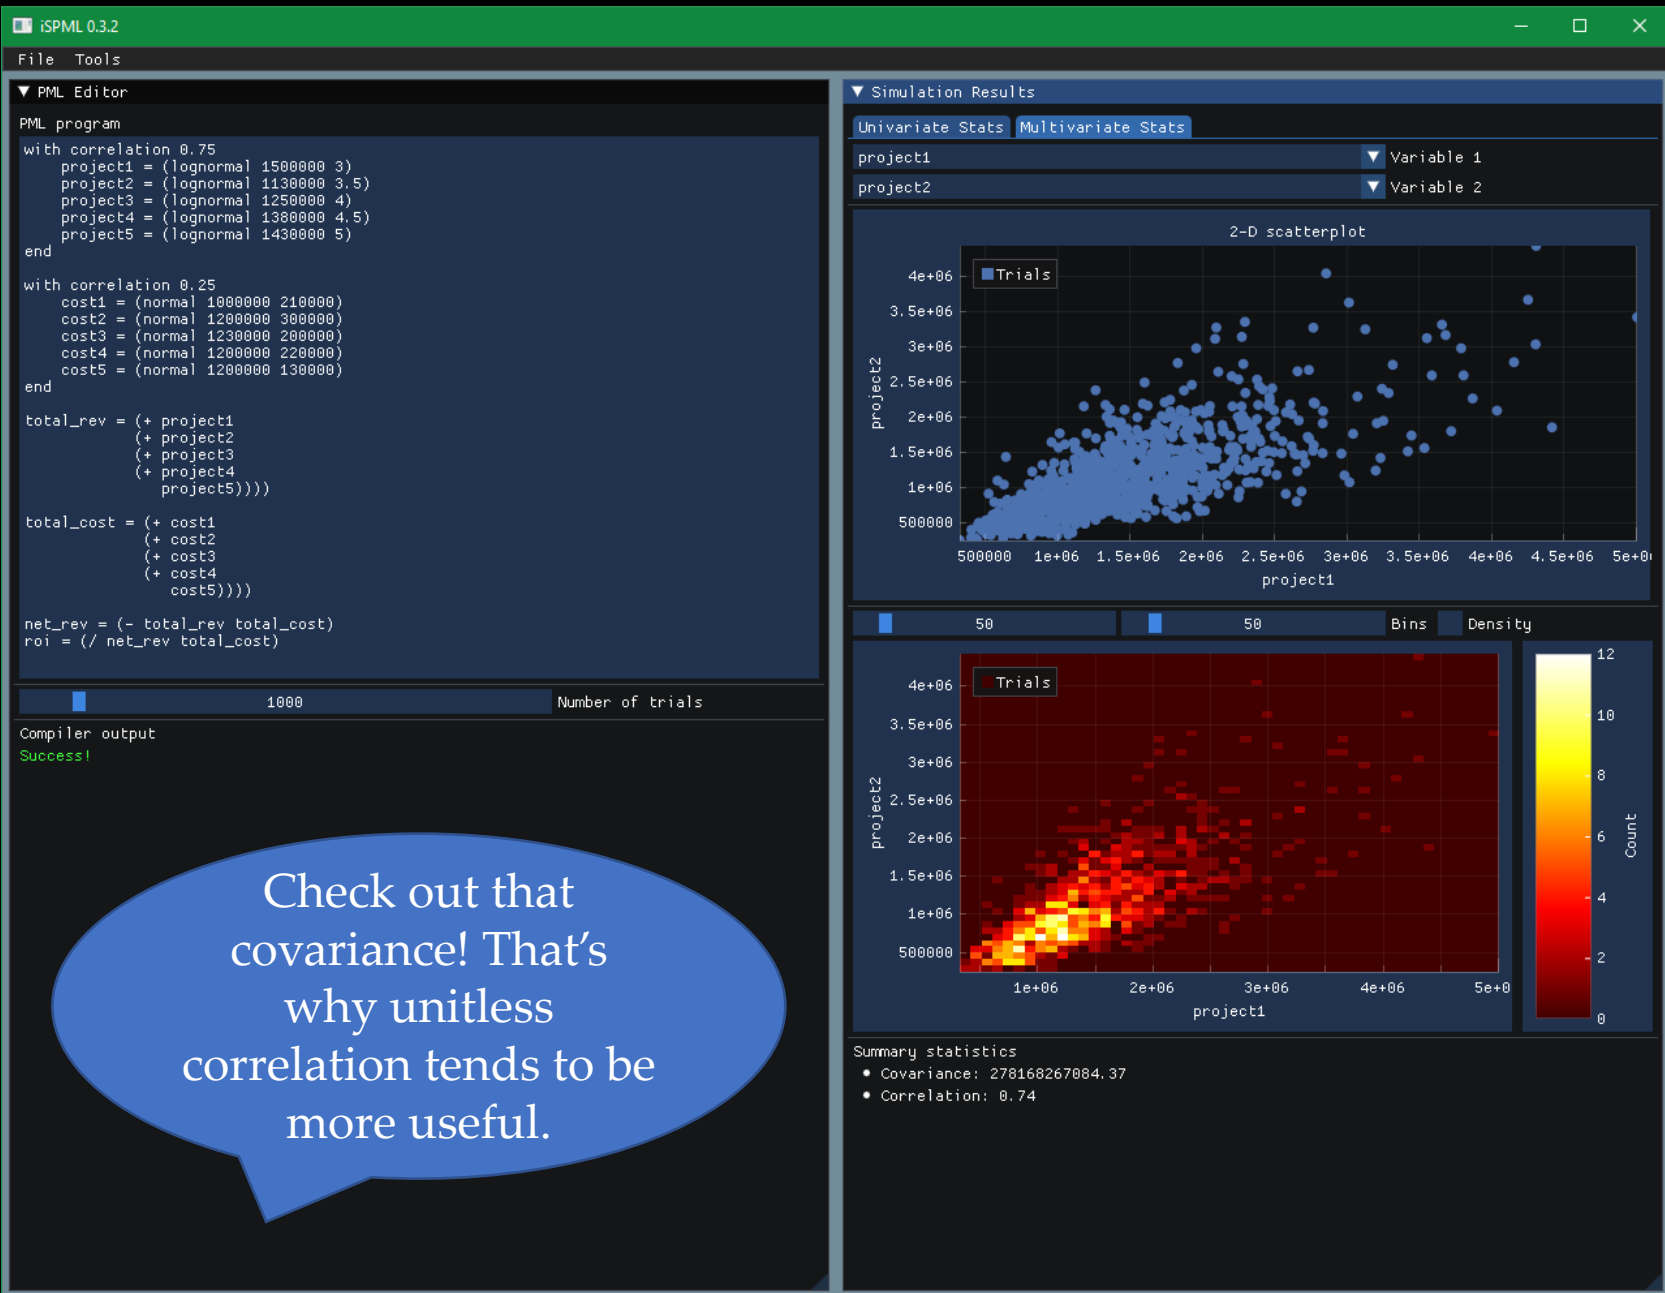 iSPML 0.3.2
File Tools
PML Editor
PML program
with correlation 0.75
project1 = (lognormal 1500000 3)
project2 = (lognormal 1130000 3.5)
project3 = (lognormal 1250000 4)
project4 = (lognormal 1380000 4.5)
project5 = (lognormal 1430000 5)
end
with correlation 0.25
cost1 = (normal 1000000 210000)
cost2 = (normal 1200000 300000)
cost3 = (normal 1230000 200000)
cost4 = (normal 1200000 220000)
cost5 = (normal 1200000 130000)
end
total_rev = (+ project1
(+ project2
(+ project3
(+ project4
project5))))
total_cost = (+ cost1
(+ cost2
(+ cost3
(+ cost4
cost5))))
net_rev = (- total_rev total_cost)
roi = (/ net_rev total_cost)
1000 Number of trials
Compiler output
Success!
Check out that
covariance! That's
why unitless
correlation tends to be
more useful.
Simulation Results
Univariate Stats Multivariate Stats
project1 Variable 1
project2 Variable 2
2-D scatterplot
Trials
4e+06
3.5e+06
3e+06
2.5e+06
2e+06
1.5e+06
1e+06
500000
project2
500000 1e+06 1.5e+06 2e+06 2.5e+06 3e+06 3.5e+06 4e+06 4.5e+06 5e+0
project1
50 50 Bins Density
Trials
4e+06
3.5e+06
3e+06
2.5e+06
2e+06
1.5e+06
1e+06
500000
project2
1e+06 2e+06 3e+06 4e+06 5e+0
project1
12
10
8
6
4
2
0
Count
Summary statistics
Covariance: 278168267084.37
Correlation: 0.74